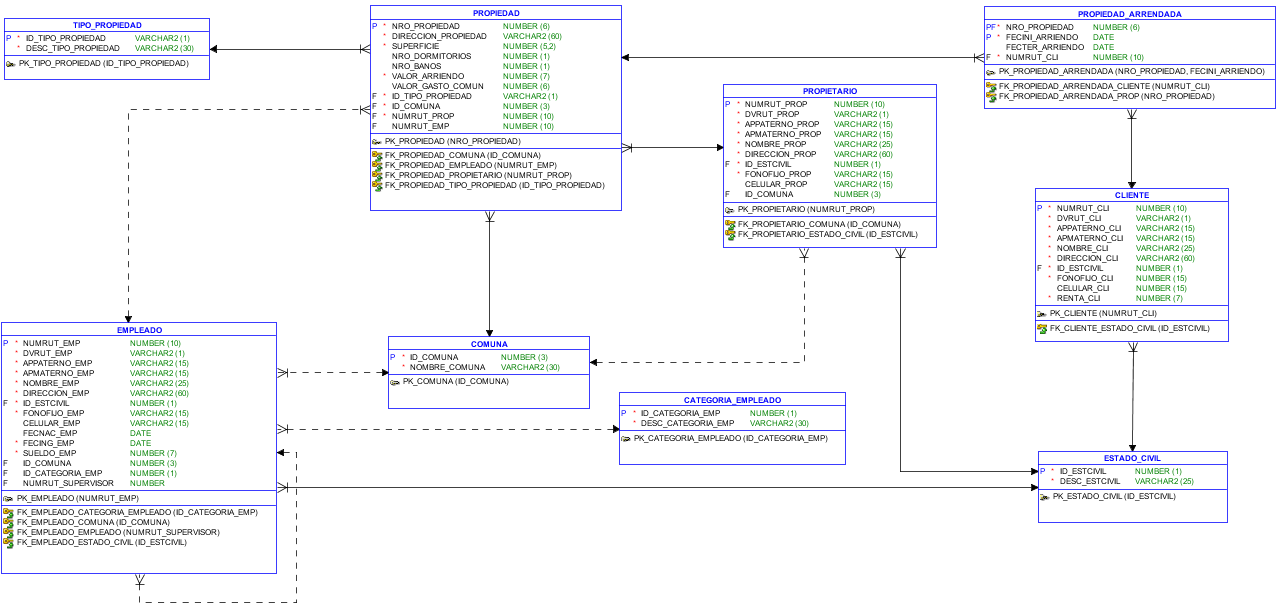 TIPO_PROPIEDAD
P * ID_TIPO_PROPIEDAD VARCHAR2 (1)
* DESC_TIPO_PROPIEDAD VARCHAR2 (30)
PK_TIPO_PROPIEDAD (ID_TIPO_PROPIEDAD)
PROPIEDAD
P * NRO_PROPIEDAD NUMBER (6)
* DIRECCION_PROPIEDAD VARCHAR2 (60)
* SUPERFICIE NUMBER (5,2)
NRO_DORMITORIOS NUMBER (1)
NRO_BANOS NUMBER (1)
* VALOR_ARRIENDO NUMBER (7)
VALOR_GASTO_COMUN NUMBER (6)
F * ID_TIPO_PROPIEDAD VARCHAR2 (1)
F * ID_COMUNA NUMBER (3)
F * NUMRUT_PROP NUMBER (10)
F NUMRUT_EMP NUMBER (10)
PK_PROPIEDAD (NRO_PROPIEDAD)
FK_PROPIEDAD_COMUNA (ID_COMUNA)
FK_PROPIEDAD_EMPLEADO (NUMRUT_EMP)
FK_PROPIEDAD_PROPIETARIO (NUMRUT_PROP)
FK_PROPIEDAD_TIPO_PROPIEDAD (ID_TIPO_PROPIEDAD)
PROPIEDAD_ARRENDADA
PF* NRO_PROPIEDAD NUMBER (6)
P * FECINI_ARRIENDO DATE
FECTER_ARRIENDO DATE
F * NUMRUT_CLI NUMBER (10)
PK_PROPIEDAD_ARRENDADA (NRO_PROPIEDAD, FECINI_ARRIENDO)
FK_PROPIEDAD_ARRENDADA_CLIENTE (NUMRUT_CLI)
FK_PROPIEDAD_ARRENDADA_PROP (NRO_PROPIEDAD)
PROPIETARIO
P * NUMRUT_PROP NUMBER (10)
* DVRUT_PROP VARCHAR2 (1)
* APPATERNO_PROP VARCHAR2 (15)
* APMATERNO_PROP VARCHAR2 (15)
* NOMBRE_PROP VARCHAR2 (25)
* DIRECCION_PROP VARCHAR2 (60)
F * ID_ESTCIVIL NUMBER (1)
* FONOFIJO_PROP VARCHAR2 (15)
CELULAR_PROP VARCHAR2 (15)
F ID_COMUNA NUMBER (3)
PK_PROPIETARIO (NUMRUT_PROP)
FK_PROPIETARIO_COMUNA (ID_COMUNA)
FK_PROPIETARIO_ESTADO_CIVIL (ID_ESTCIVIL)
CLIENTE
P * NUMRUT_CLI NUMBER (10)
* DVRUT_CLI VARCHAR2 (1)
* APPATERNO_CLI VARCHAR2 (15)
* APMATERNO_CLI VARCHAR2 (15)
* NOMBRE_CLI VARCHAR2 (25)
* DIRECCION_CLI VARCHAR2 (60)
F * ID_ESTCIVIL NUMBER (1)
* FONOFIJO_CLI NUMBER (15)
CELULAR_CLI NUMBER (15)
* RENTA_CLI NUMBER (7)
PK_CLIENTE (NUMRUT_CLI)
FK_CLIENTE_ESTADO_CIVIL (ID_ESTCIVIL)
EMPLEADO
P * NUMRUT_EMP NUMBER (10)
* DVRUT_EMP VARCHAR2 (1)
* APPATERNO_EMP VARCHAR2 (15)
* APMATERNO_EMP VARCHAR2 (15)
* NOMBRE_EMP VARCHAR2 (25)
* DIRECCION_EMP VARCHAR2 (60)
F * ID_ESTCIVIL NUMBER (1)
* FONOFIJO_EMP VARCHAR2 (15)
CELULAR_EMP VARCHAR2 (15)
FECNAC_EMP DATE
* FECING_EMP DATE
* SUELDO_EMP NUMBER (7)
F ID_COMUNA NUMBER (3)
F ID_CATEGORIA_EMP NUMBER (1)
F NUMRUT_SUPERVISOR NUMBER
PK_EMPLEADO (NUMRUT_EMP)
FK_EMPLEADO_CATEGORIA_EMPLEADO (ID_CATEGORIA_EMP)
FK_EMPLEADO_COMUNA (ID_COMUNA)
FK_EMPLEADO_EMPLEADO (NUMRUT_SUPERVISOR)
FK_EMPLEADO_ESTADO_CIVIL (ID_ESTCIVIL)
COMUNA
P * ID_COMUNA NUMBER (3)
* NOMBRE_COMUNA VARCHAR2 (30)
PK_COMUNA (ID_COMUNA)
CATEGORIA_EMPLEADO
P * ID_CATEGORIA_EMP NUMBER (1)
* DESC_CATEGORIA_EMP VARCHAR2 (30)
PK_CATEGORIA_EMPLEADO (ID_CATEGORIA_EMP)
ESTADO_CIVIL
P * ID_ESTCIVIL NUMBER (1)
* DESC_ESTCIVIL VARCHAR2 (25)
PK_ESTADO_CIVIL (ID_ESTCIVIL)